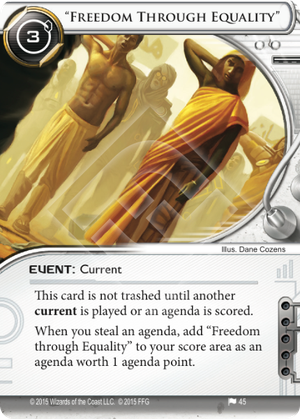 "Freedom Through Equality"
3
Illus. Dane Cozens
EVENT: Current
This card is not trashed until another
current is played or an agenda is scored.
When you steal an agenda, add "Freedom
through Equality" to your score area as an
agenda worth 1 agenda point.
© 2015 Wizards of the Coast LLC. © 2015 FFG
45